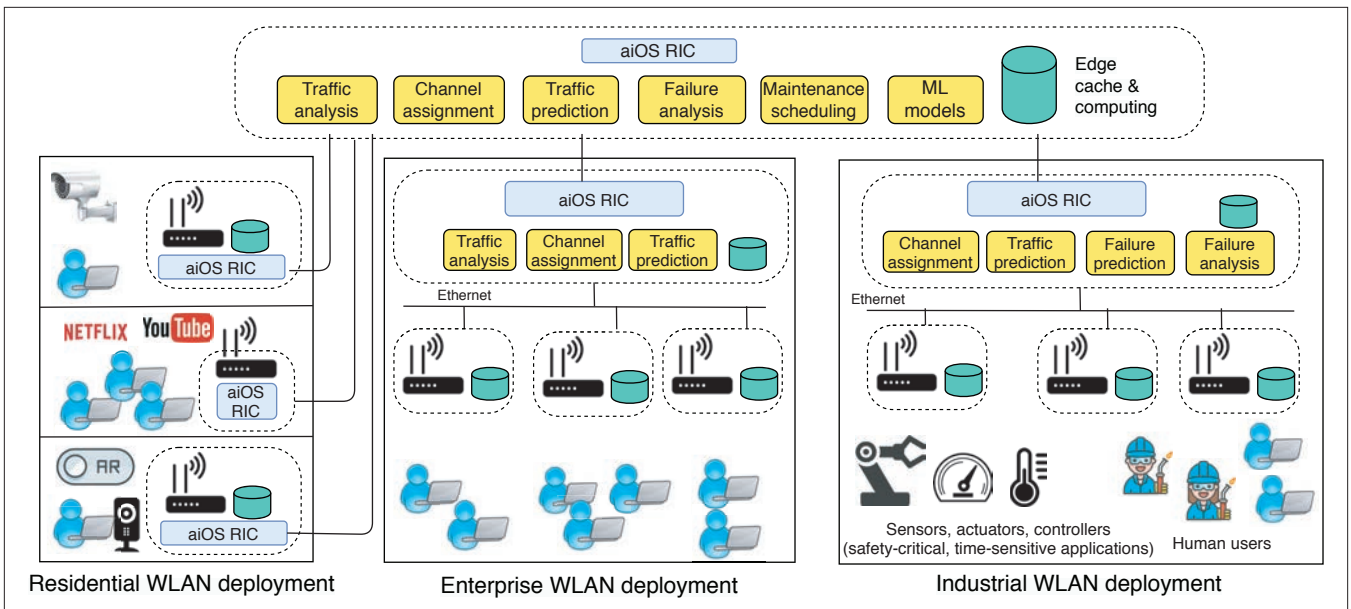 aiOS RIC
Traffic
analysis
Channel
assignment
Traffic
prediction
Failure
analysis
Maintenance
scheduling
ML
models
Edge
cache &
computing
aiOS RIC
NETFLIX YouTube
aiOS
RIC
AR
aiOS RIC
Residential WLAN deployment
aiOS RIC
Traffic
analysis
Channel
assignment
Traffic
prediction
Ethernet
Enterprise WLAN deployment
aiOS RIC
Channel
assignment
Traffic
prediction
Failure
prediction
Failure
analysis
Ethernet
Sensors, actuators, controllers
(safety-critical, time-sensitive applications)
Human users
Industrial WLAN deployment